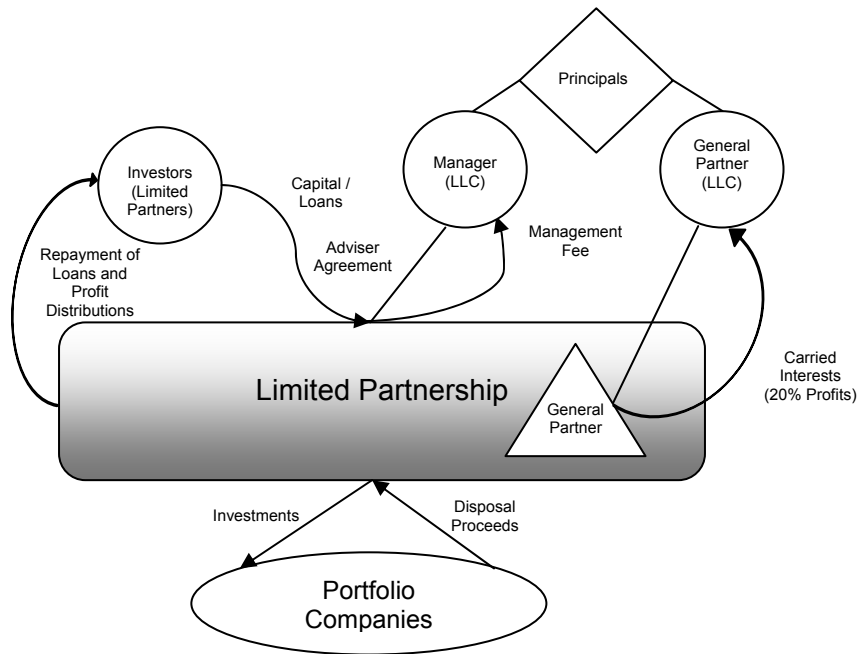 Principals
Investors
(Limited
Partners)
Capital /
Loans
Manager
(LLC)
General
Partner
(LLC)
Adviser
Agreement
Management
Fee
Repayment of
Loans and
Profit
Distributions
Limited Partnership
General
Partner
Carried
Interests
(20% Profits)
Investments
Disposal
Proceeds
Portfolio
Companies